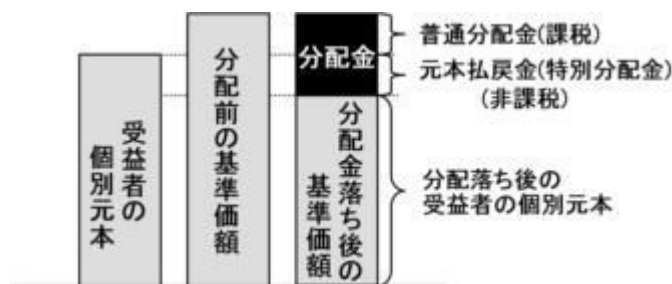 受益者の
個別元本
分配前の基準価額
分配金
分配金落ち後の
基準価額
普通分配金(課税)
元本払戻金(特別分配金)
(非課税)
分配落ち後の
受益者の個別元本